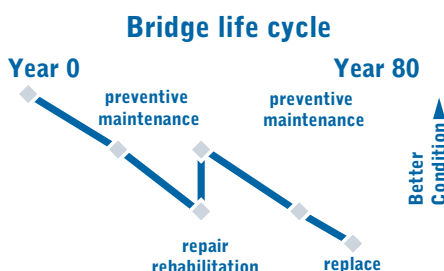 Bridge life cycle
Year 0
Year 80
preventive
maintenance
preventive
maintenance
Better
Condition
repair
rehabilitation
replace